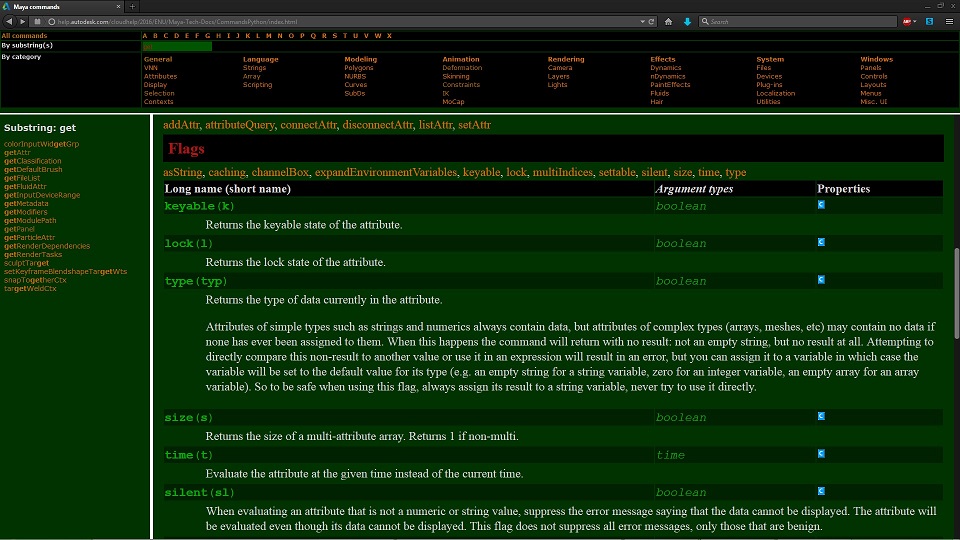 Maya commands
help.autodesk.com/cloudhelp/2016/ENU/Maya-Tech-Docs/CommandsPython/index.html
Search
ABP
S
All commands
A B C D E F G H I J K L M N O P Q R S T U V W X
By substring(s)
get
By category
General Language Modeling Animation Rendering Effects System Windows
VNN Strings Polygons Deformation Camera Dynamics Files Panels
Attributes Array NURBS Skinning Layers nDynamics Devices Controls
Display Scripting Curves Constraints Lights PaintEffects Plug-ins Layouts
Selection SubDs IK Fluids Localization Menus
Contexts MoCap Hair Utilities Misc. UI
Substring: get
colorInputWidgetGrp
getAttr
getClassification
getDefaultBrush
getFileList
getFluidAttr
getInputDeviceRange
getMetadata
getModifiers
getModulePath
getPanel
getParticleAttr
getRenderDependencies
getRenderTasks
sculptTarget
setKeyframeBlendshapeTargetWts
snapTogetherCtx
targetWeldCtx
addAttr, attributeQuery, connectAttr, disconnectAttr, listAttr, setAttr
Flags
asString, caching, channelBox, expandEnvironmentVariables, keyable, lock, multiIndices, settable, silent, size, time, type
Long name (short name) Argument types Properties
keyable(k) boolean C
Returns the keyable state of the attribute.
lock(l) boolean C
Returns the lock state of the attribute.
type(typ) boolean C
Returns the type of data currently in the attribute.
Attributes of simple types such as strings and numerics always contain data, but attributes of complex types (arrays, meshes, etc) may contain no data if
none has ever been assigned to them. When this happens the command will return with no result: not an empty string, but no result at all. Attempting to
directly compare this non-result to another value or use it in an expression will result in an error, but you can assign it to a variable in which case the
variable will be set to the default value for its type (e.g. an empty string for a string variable, zero for an integer variable, an empty array for an array
variable). So to be safe when using this flag, always assign its result to a string variable, never try to use it directly.
size(s) boolean C
Returns the size of a multi-attribute array. Returns 1 if non-multi.
time(t) time C
Evaluate the attribute at the given time instead of the current time.
silent(sl) boolean C
When evaluating an attribute that is not a numeric or string value, suppress the error message saying that the data cannot be displayed. The attribute will
be evaluated even though its data cannot be displayed. This flag does not suppress all error messages, only those that are benign.